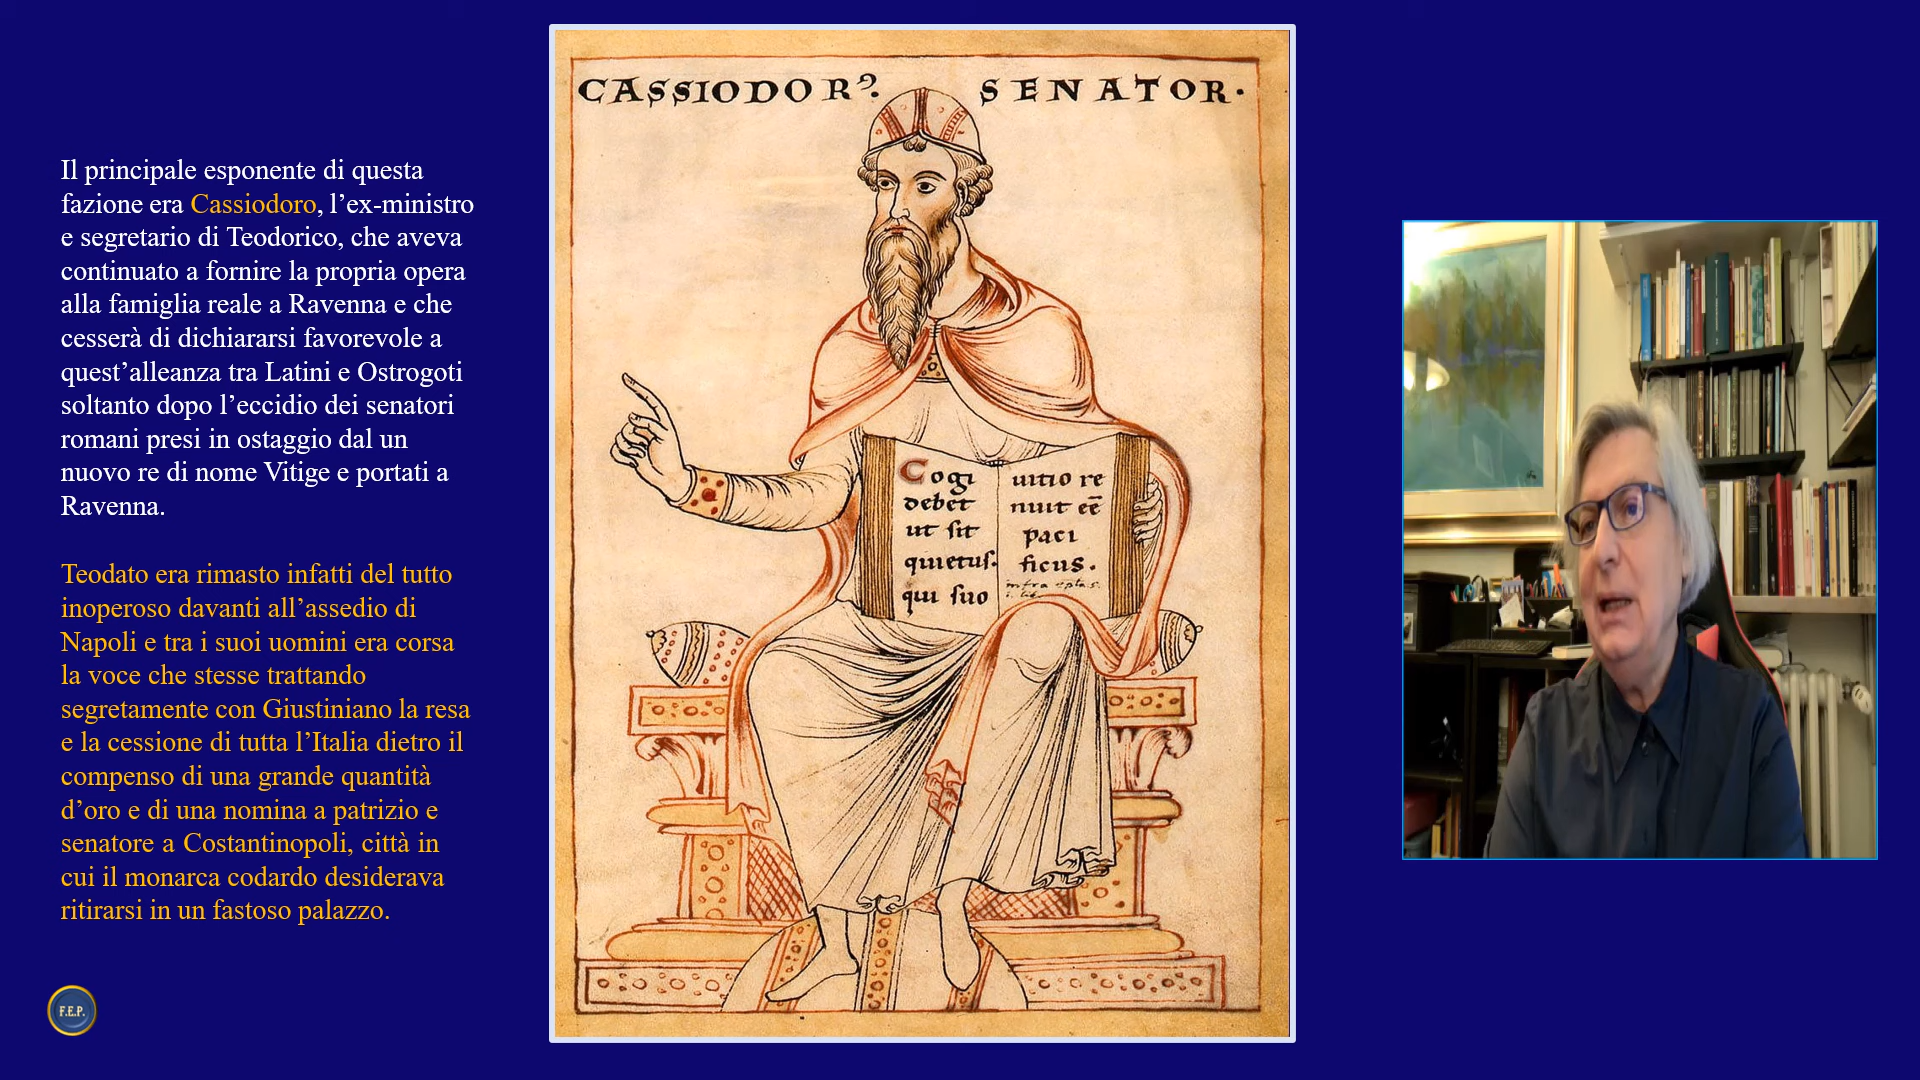 Il principale esponente di questa
fazione era Cassiodoro, l’ex-ministro
e segretario di Teodorico, che aveva
continuato a fornire la propria opera
alla famiglia reale a Ravenna e che
cesserà di dichiararsi favorevole a
quest’alleanza tra Latini e Ostrogoti
soltanto dopo l’eccidio dei senatori
romani presi in ostaggio dal un
nuovo re di nome Vitige e portati a
Ravenna.
Teodato era rimasto infatti del tutto
inoperoso davanti all’assedio di
Napoli e tra i suoi uomini era corsa
la voce che stesse trattando
segretamente con Giustiniano la resa
e la cessione di tutta l’Italia dietro il
compenso di una grande quantità
d’oro e di una nomina a patrizio e
senatore a Costantinopoli, città in
cui il monarca codardo desiderava
ritirarsi in un fastoso palazzo.
F.E.P.
CASSIODOR SENATOR.
Cogi
debet
ut sit
quietus.
qui suo
uitio re
nuit eē
paci
ficus.